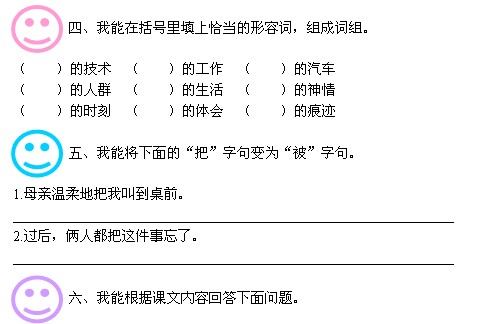 四、我能在括号里填上恰当的形容词，组成词组。
（　　）的技术　（　　）的工作　（　　）的汽车
（　　）的人群　（　　）的生活　（　　）的神情
（　　）的时刻　（　　）的体会　（　　）的痕迹
五、我能将下面的“把”字句变为“被”字句。
1.母亲温柔地把我叫到桌前。
2.过后，俩人都把这件事忘了。
六、我能根据课文内容回答下面问题。